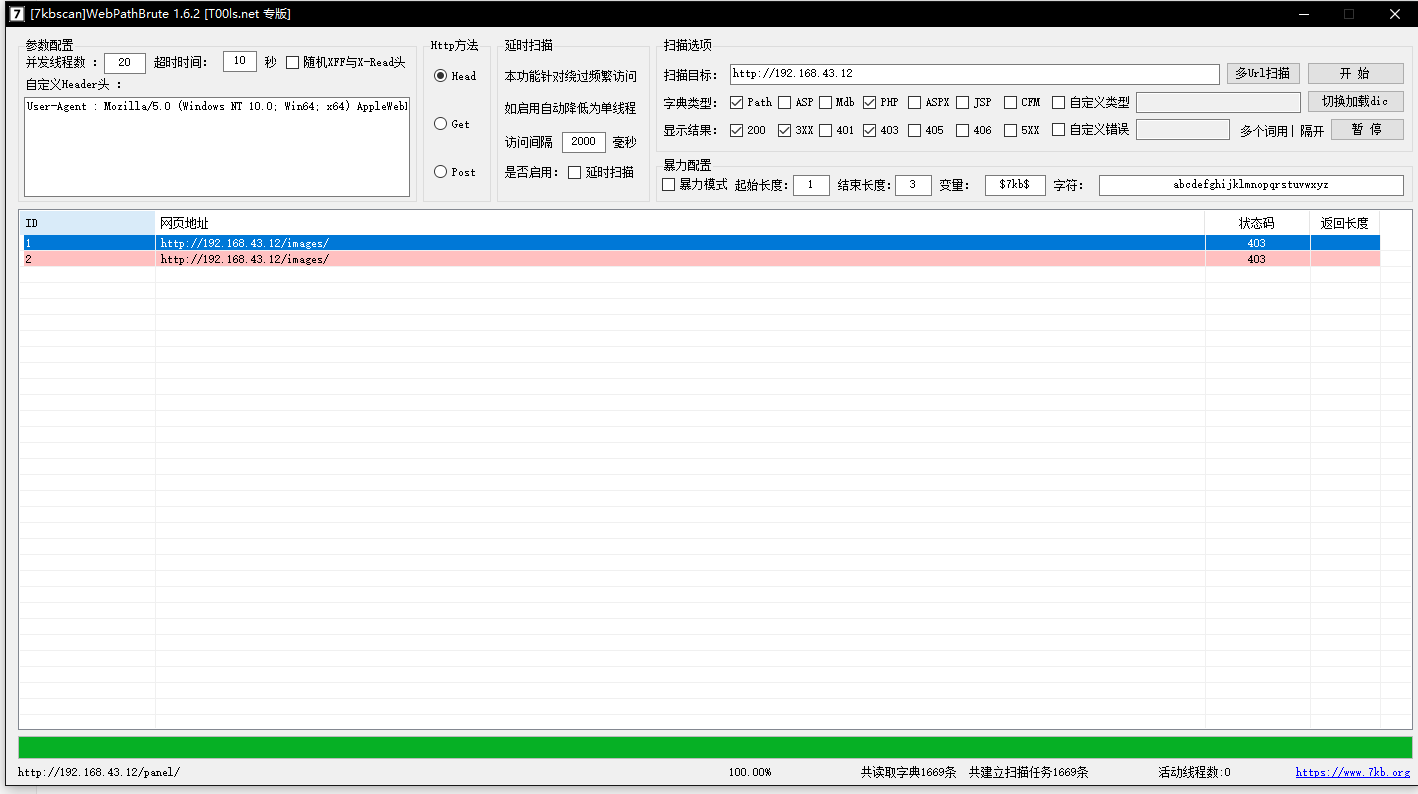 7 [7kbscan]WebPathBrute 1.6.2 [T00ls.net 专版]
参数配置
并发线程数 : 20 超时时间: 10 秒 随机XFF与X-Read头
自定义Header头 :
User-Agent : Mozilla/5.0 (Windows NT 10.0; Win64; x64) AppleWebl
Http方法
Head
Get
Post
延时扫描
本功能针对绕过频繁访问
如启用自动降低为单线程
访问间隔 2000 毫秒
是否启用: 延时扫描
扫描选项
扫描目标: http://192.168.43.12 多Url扫描 开 始
字典类型: Path ASP Mdb PHP ASPX JSP CFM 自定义类型 切换加载dic
显示结果: 200 3XX 401 403 405 406 5XX 自定义错误 多个词用| 隔开 暂 停
暴力配置
暴力模式 起始长度: 1 结束长度: 3 变量: $7kb$ 字符: abcdefghijklmnopqrstuvwxyz
ID 网页地址 状态码 返回长度
1 http://192.168.43.12/images/ 403
2 http://192.168.43.12/images/ 403
http://192.168.43.12/panel/ 100.00% 共读取字典1669条 共建立扫描任务1669条 活动线程数:0 https://www.7kb.org